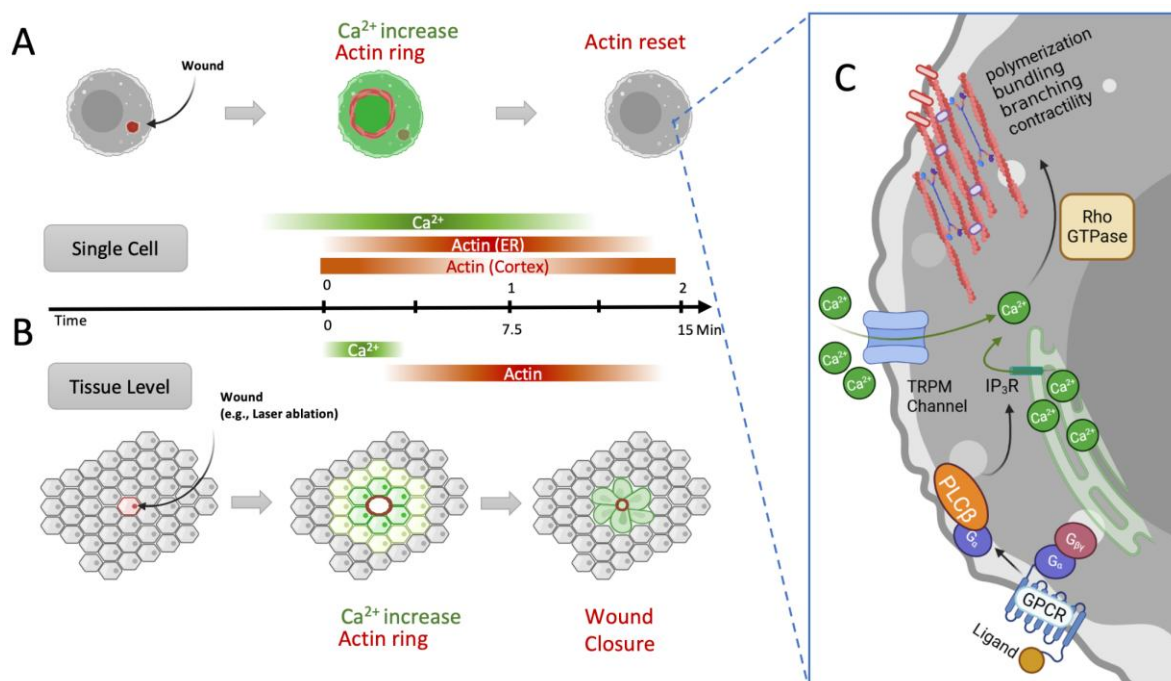 A
Wound
Ca²⁺ increase
Actin ring
Actin reset
Single Cell
Ca²⁺
Actin (ER)
Actin (Cortex)
0
1
2
Time
0
7.5
15 Min
B
Tissue Level
Ca²⁺
Actin
Wound
(e.g., Laser ablation)
Ca²⁺ increase
Actin ring
Wound
Closure
C
polymerization
bundling
branching
contractility
Rho
GTPase
Ca²⁺
Ca²⁺
Ca²⁺
Ca²⁺
TRPM
Channel
IP₃R
Ca²⁺
Ca²⁺
Ca²⁺
PLCβ
Gα
Gβγ
Gα
GPCR
Ligand